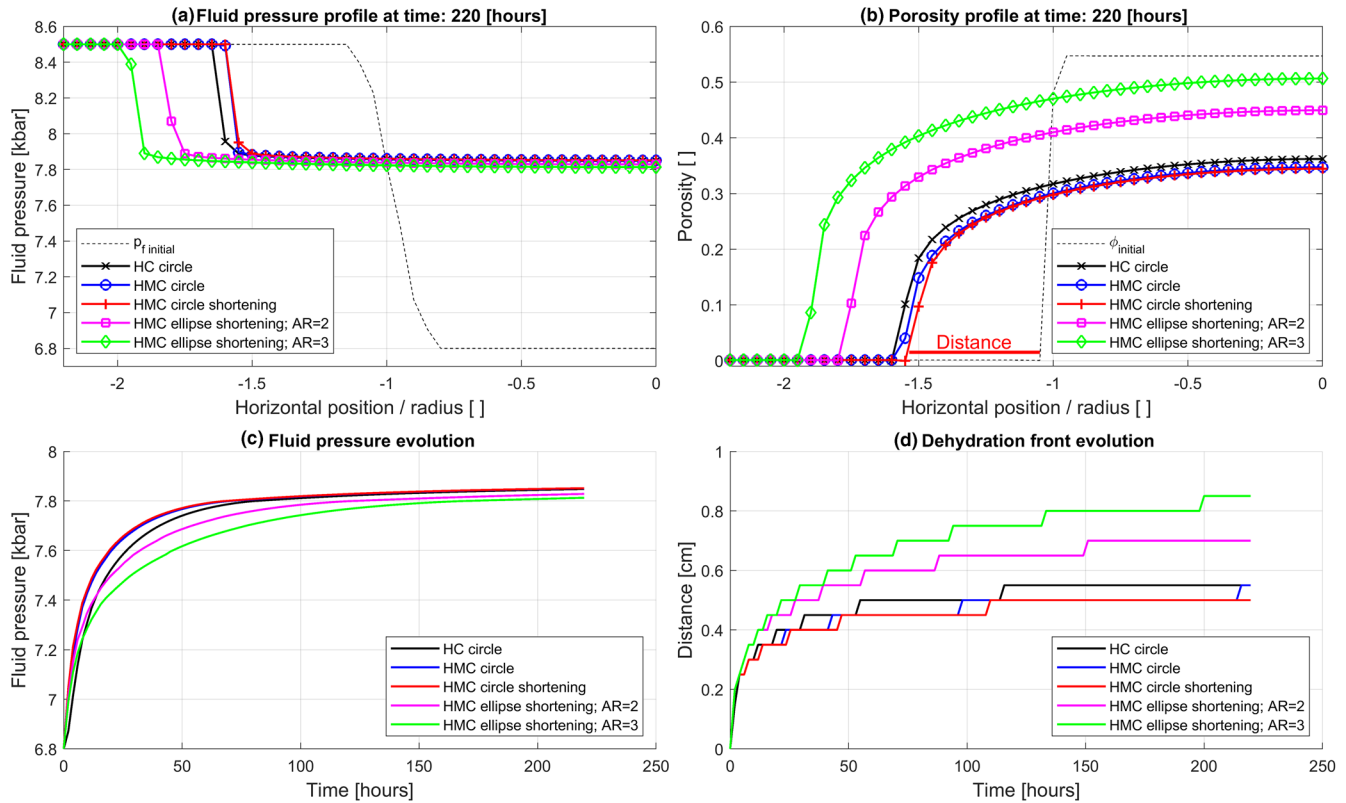 (a) Fluid pressure profile at time: 220 [hours]
8.6
8.4
8.2
8
7.8
7.6
7.4
7.2
7
6.8
Fluid pressure [kbar]
p f initial
HC circle
HMC circle
HMC circle shortening
HMC ellipse shortening; AR=2
HMC ellipse shortening; AR=3
-2
-1.5
-1
-0.5
0
Horizontal position / radius [ ]
(b) Porosity profile at time: 220 [hours]
0.6
0.5
0.4
0.3
0.2
0.1
0
Porosity [ ]
Distance
ϕ initial
HC circle
HMC circle
HMC circle shortening
HMC ellipse shortening; AR=2
HMC ellipse shortening; AR=3
-2
-1.5
-1
-0.5
0
Horizontal position / radius [ ]
(c) Fluid pressure evolution
8
7.8
7.6
7.4
7.2
7
6.8
Fluid pressure [kbar]
HC circle
HMC circle
HMC circle shortening
HMC ellipse shortening; AR=2
HMC ellipse shortening; AR=3
0
50
100
150
200
250
Time [hours]
(d) Dehydration front evolution
1
0.8
0.6
0.4
0.2
0
Distance [cm]
HC circle
HMC circle
HMC circle shortening
HMC ellipse shortening; AR=2
HMC ellipse shortening; AR=3
0
50
100
150
200
250
Time [hours]